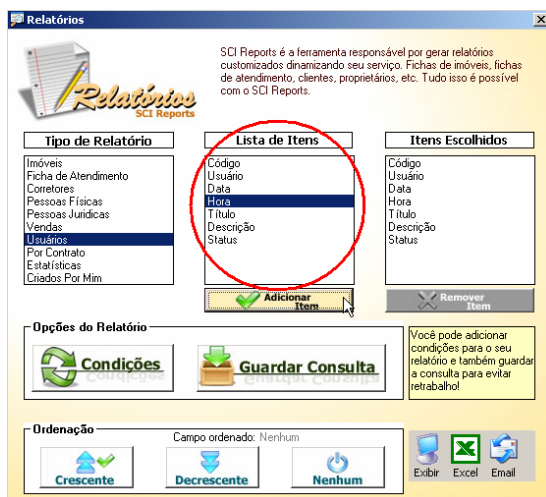 Relatórios
Relatórios
SCI Reports
SCI Reports é a ferramenta responsável por gerar relatórios
customizados dinamizando seu serviço. Fichas de imóveis, fichas
de atendimento, clientes, proprietários, etc. Tudo isso é possível
com o SCI Reports.
Tipo de Relatório
Imóveis
Ficha de Atendimento
Corretores
Pessoas Físicas
Pessoas Juridicas
Vendas
Usuários
Por Contrato
Estatísticas
Criados Por Mim
Lista de Itens
Código
Usuário
Data
Hora
Título
Descrição
Status
Adicionar
Item
Itens Escolhidos
Código
Usuário
Data
Hora
Título
Descrição
Status
Remover
Item
Opções do Relatório
Condições
Guardar Consulta
Você pode adicionar
condições para o seu
relatório e também guardar
a consulta para evitar
retrabalho!
Ordenação
Campo ordenado: Nenhum
Crescente
Decrescente
Nenhum
Exibir
Excel
Email